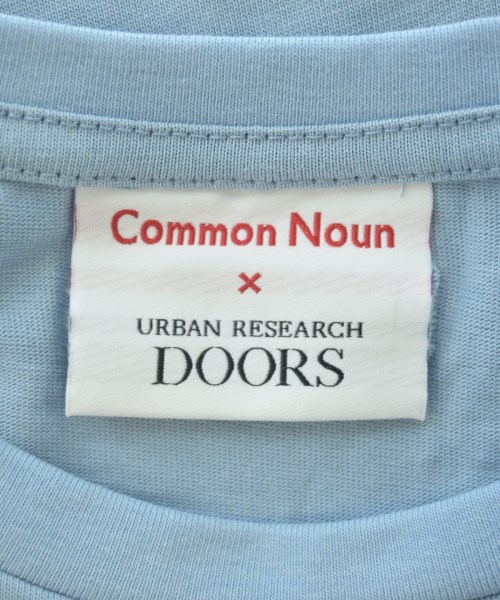 Common Noun
×
URBAN RESEARCH
DOORS